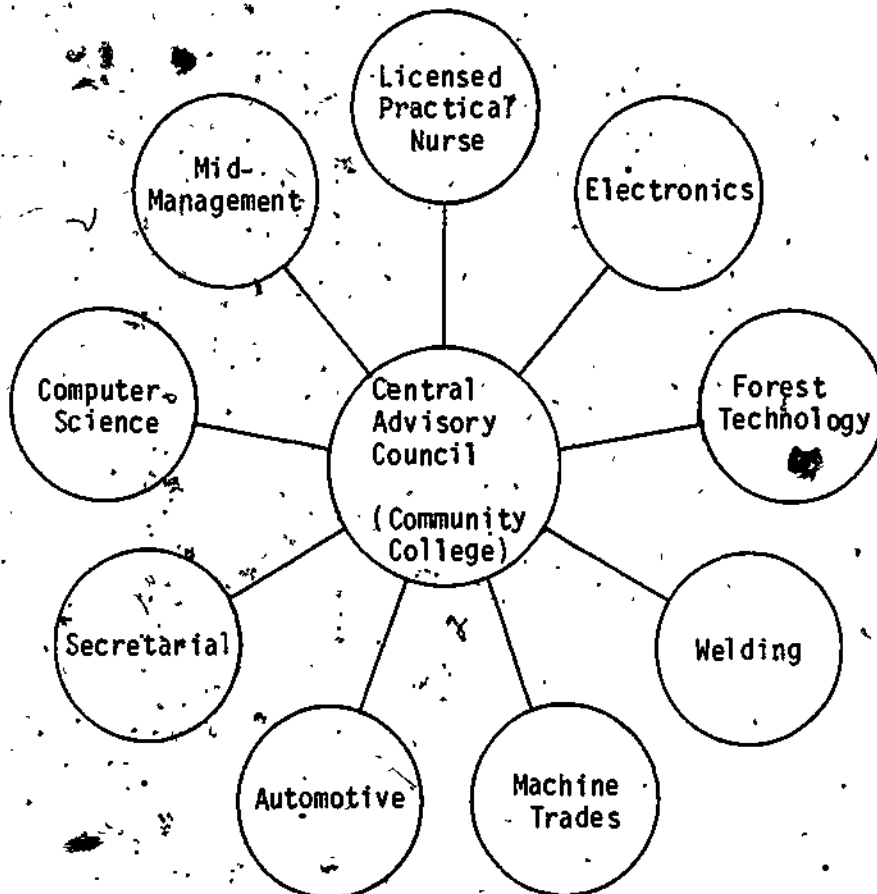 Licensed
Practical
Nurse
Mid-
Management
Electronics
Computer
Science
Central
Advisory
Council
(Community
College)
Forest
Technology
Secretarial
Welding
Automotive
Machine
Trades